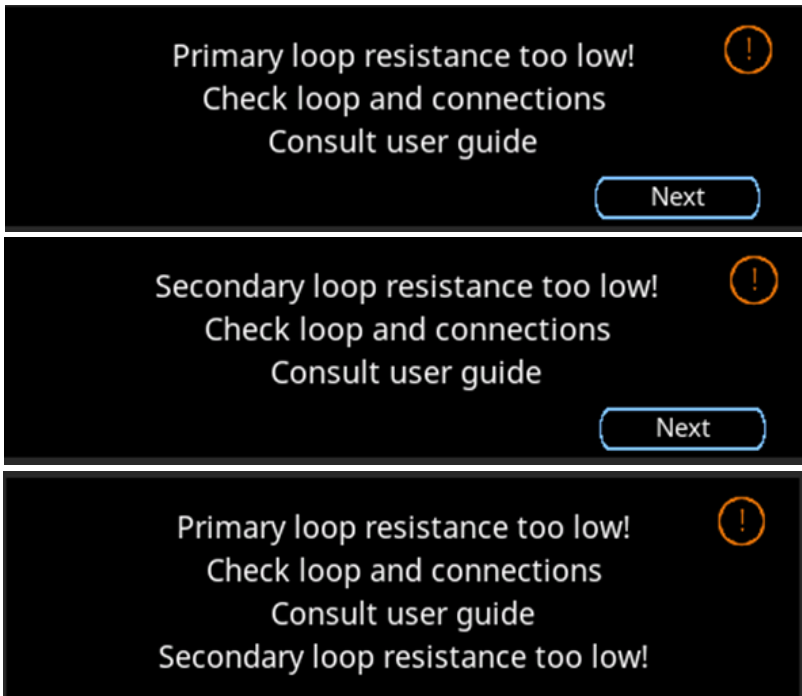 Primary loop resistance too low!
Check loop and connections
Consult user guide
Next
Secondary loop resistance too low!
Check loop and connections
Consult user guide
Next
Primary loop resistance too low!
Check loop and connections
Consult user guide
Secondary loop resistance too low!